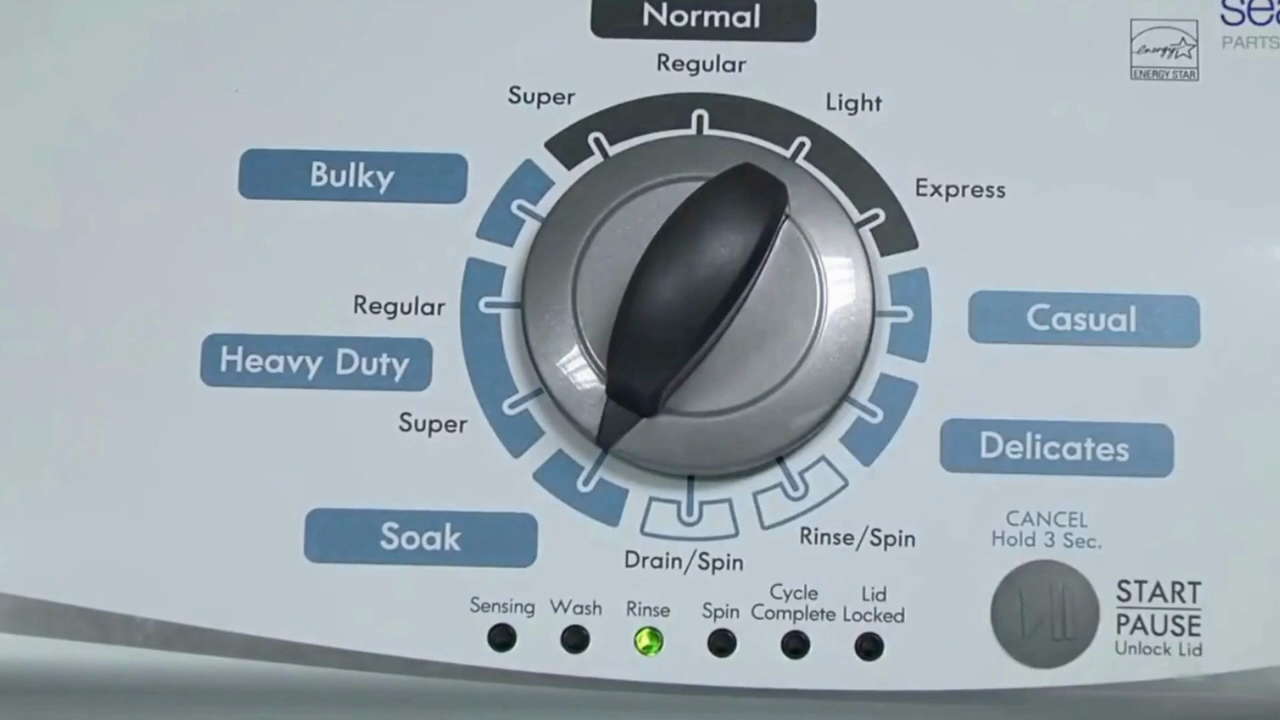 Normal
Regular
Super
Light
Bulky
Express
Regular
Casual
Heavy Duty
Super
Delicates
Soak
Drain/Spin
Rinse/Spin
CANCEL
Hold 3 Sec.
Sensing
Wash
Rinse
Spin
Cycle
Complete
Lid
Locked
START
PAUSE
Unlock Lid
energy
ENERGY STAR
PARTS